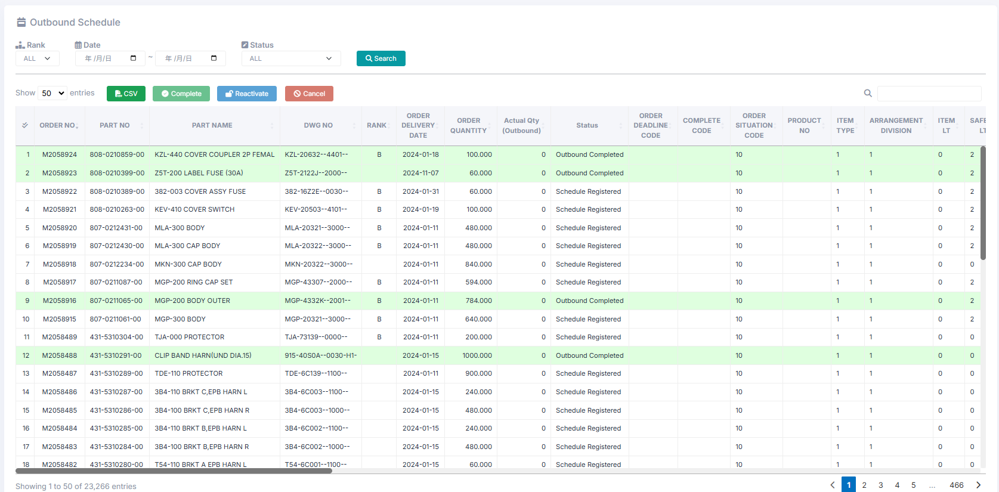 Outbound Schedule
Rank Date Status
ALL 年 /月/日 ~ 年 /月/日 ALL Search
Show 50 entries CSV Complete Reactivate Cancel
ORDER NO PART NO PART NAME DWG NO RANK ORDER DELIVERY DATE ORDER QUANTITY Actual Qty (Outbound) Status ORDER DEADLINE CODE COMPLETE CODE ORDER SITUATION CODE PRODUCT NO ITEM TYPE ARRANGEMENT DIVISION ITEM LT SAFE LT
1 M2058924 808-0210859-00 KZL-440 COVER COUPLER 2P FEMAL KZL-20632--4401-- B 2024-01-18 100.000 0 Outbound Completed 10 1 1 0 2
2 M2058923 808-0210399-00 Z5T-200 LABEL FUSE (30A) Z5T-2122J--2000-- 2024-11-07 60.000 0 Outbound Completed 10 1 1 0 2
3 M2058922 808-0210389-00 382-003 COVER ASSY FUSE 382-16Z2E--0030-- B 2024-01-31 60.000 0 Schedule Registered 10 1 1 0 2
4 M2058921 808-0210263-00 KEV-410 COVER SWITCH KEV-20503--4101-- B 2024-01-19 100.000 0 Schedule Registered 10 1 1 0 2
5 M2058920 807-0212431-00 MLA-300 BODY MLA-20321--3000-- B 2024-01-11 480.000 0 Schedule Registered 10 1 1 0 2
6 M2058919 807-0212430-00 MLA-300 CAP BODY MLA-20322--3000-- B 2024-01-11 480.000 0 Schedule Registered 10 1 1 0 2
7 M2058918 807-0212234-00 MKN-300 CAP BODY MKN-20322--3000-- 2024-01-11 840.000 0 Schedule Registered 10 1 1 0 0
8 M2058917 807-0211087-00 MGP-200 RING CAP SET MGP-43307--2000-- B 2024-01-11 594.000 0 Schedule Registered 10 1 1 0 2
9 M2058916 807-0211065-00 MGP-200 BODY OUTER MGP-4332K--2001-- B 2024-01-11 784.000 0 Outbound Completed 10 1 1 0 2
10 M2058915 807-0211061-00 MGP-300 BODY MGP-20321--3000-- B 2024-01-11 640.000 0 Schedule Registered 10 1 1 0 2
11 M2058489 431-5310304-00 TJA-000 PROTECTOR TJA-73139--0000-- B 2024-01-11 200.000 0 Schedule Registered 10 1 1 0 0
12 M2058488 431-5310291-00 CLIP BAND HARN(UND DIA.15) 915-40S0A--0030-H1- 2024-01-15 1000.000 0 Outbound Completed 10 1 1 0 0
13 M2058487 431-5310289-00 TDE-110 PROTECTOR TDE-6C139--1100-- 2024-01-11 900.000 0 Schedule Registered 10 1 1 0 0
14 M2058486 431-5310287-00 3B4-110 BRKT C,EPB HARN L 3B4-6C003--1100-- 2024-01-15 240.000 0 Schedule Registered 10 1 1 0 0
15 M2058485 431-5310286-00 3B4-100 BRKT C,EPB HARN R 3B4-6C003--1000-- 2024-01-15 480.000 0 Schedule Registered 10 1 1 0 0
16 M2058484 431-5310285-00 3B4-110 BRKT B,EPB HARN L 3B4-6C002--1100-- 2024-01-15 240.000 0 Schedule Registered 10 1 1 0 0
17 M2058483 431-5310284-00 3B4-100 BRKT B,EPB HARN R 3B4-6C002--1000-- 2024-01-15 480.000 0 Schedule Registered 10 1 1 0 0
18 M2058482 431-5310280-00 T54-110 BRKT A EPB HARN L T54-6C001--1100-- 2024-01-15 60.000 0 Schedule Registered 10 1 1 0 0
Showing 1 to 50 of 23,266 entries 1 2 3 4 5 ... 466